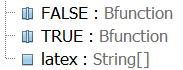 FALSE : Bfunction
TRUE : Bfunction
latex : String[]